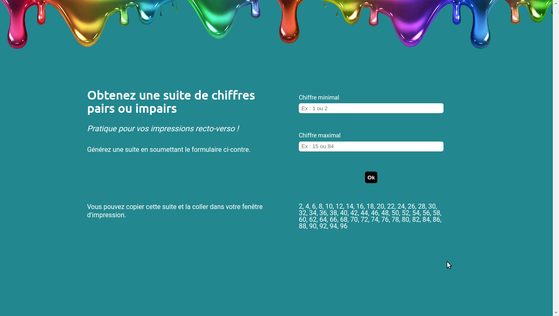 Obtenez une suite de chiffres
pairs ou impairs
Pratique pour vos impressions recto-verso !
Générez une suite en soumettant le formulaire ci-contre.
Chiffre minimal
Ex : 1 ou 2
Chiffre maximal
Ex : 15 ou 84
Ok
Vous pouvez copier cette suite et la coller dans votre fenêtre
d'impression.
2, 4, 6, 8, 10, 12, 14, 16, 18, 20, 22, 24, 26, 28, 30,
32, 34, 36, 38, 40, 42, 44, 46, 48, 50, 52, 54, 56, 58,
60, 62, 64, 66, 68, 70, 72, 74, 76, 78, 80, 82, 84, 86,
88, 90, 92, 94, 96